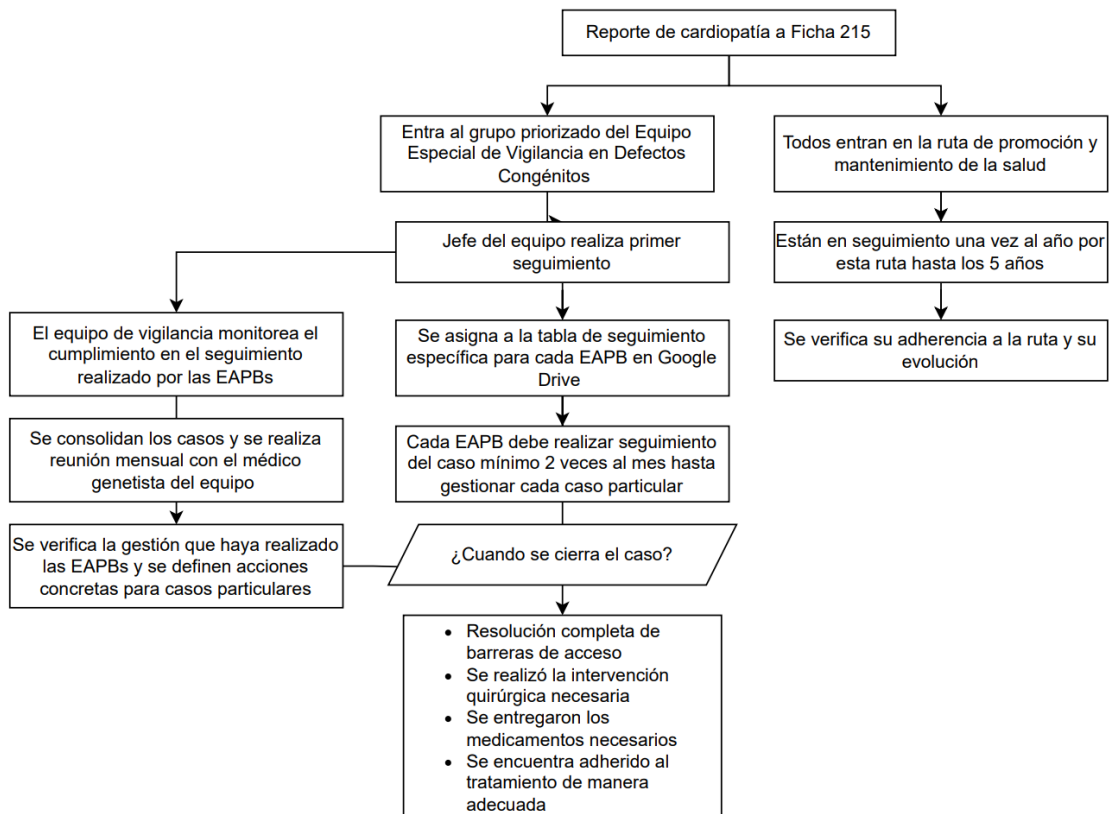 Reporte de cardiopatía a Ficha 215
Entra al grupo priorizado del Equipo
Especial de Vigilancia en Defectos
Congénitos
Todos entran en la ruta de promoción y
mantenimiento de la salud
Jefe del equipo realiza primer
seguimiento
Están en seguimiento una vez al año por
esta ruta hasta los 5 años
El equipo de vigilancia monitorea el
cumplimiento en el seguimiento
realizado por las EAPBs
Se asigna a la tabla de seguimiento
específica para cada EAPB en Google
Drive
Se verifica su adherencia a la ruta y su
evolución
Se consolidan los casos y se realiza
reunión mensual con el médico
genetista del equipo
Cada EAPB debe realizar seguimiento
del caso mínimo 2 veces al mes hasta
gestionar cada caso particular
Se verifica la gestión que haya realizado
las EAPBs y se definen acciones
concretas para casos particulares
¿Cuando se cierra el caso?
• Resolución completa de
barreras de acceso
• Se realizó la intervención
quirúrgica necesaria
• Se entregaron los
medicamentos necesarios
• Se encuentra adherido al
tratamiento de manera
adecuada